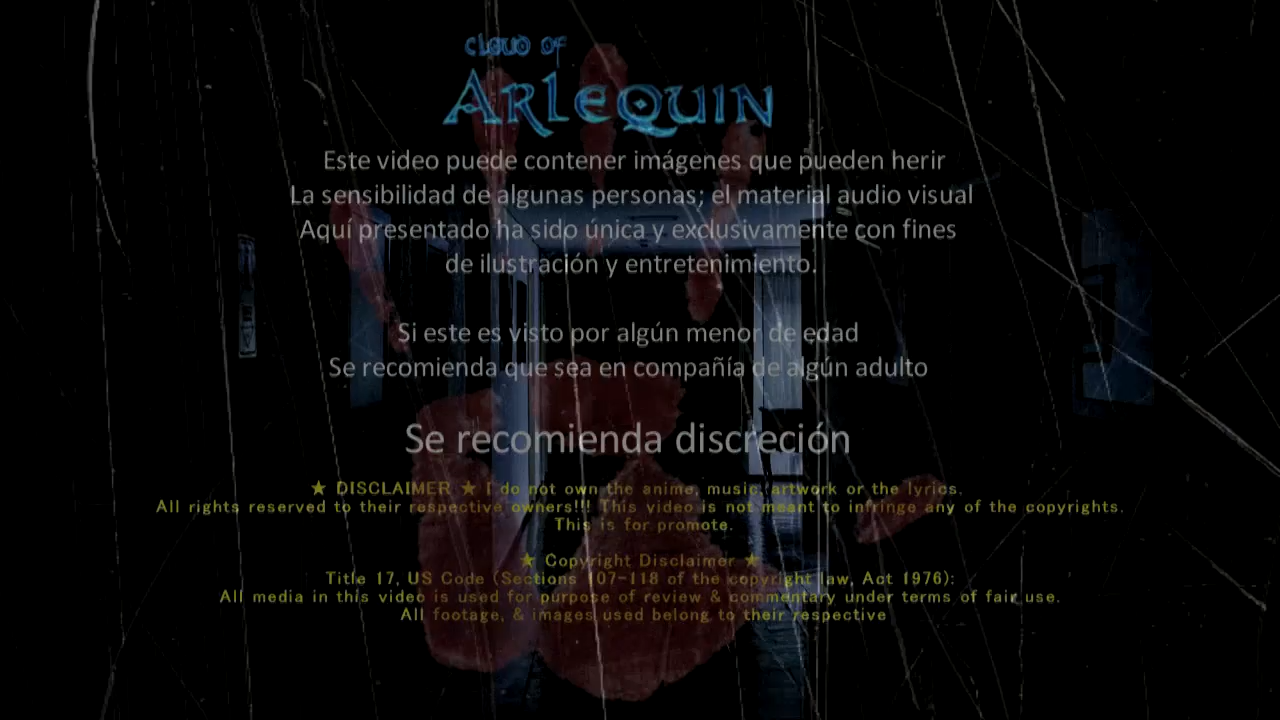 cloud of
ARLEQUIN
Este video puede contener imágenes que pueden herir
La sensibilidad de algunas personas; el material audio visual
Aquí presentado ha sido única y exclusivamente con fines
de ilustración y entretenimiento.
Si este es visto por algún menor de edad
Se recomienda que sea en compañía de algún adulto
Se recomienda discreción
★ DISCLAIMER ★ I do not own the anime, music, artwork or the lyrics.
All rights reserved to their respective owners!!! This video is not meant to infringe any of the copyrights.
This is for promote.
★ Copyright Disclaimer ★
Title 17, US Code (Sections 107-118 of the copyright law, Act 1976):
All media in this video is used for purpose of review & commentary under terms of fair use.
All footage, & images used belong to their respective